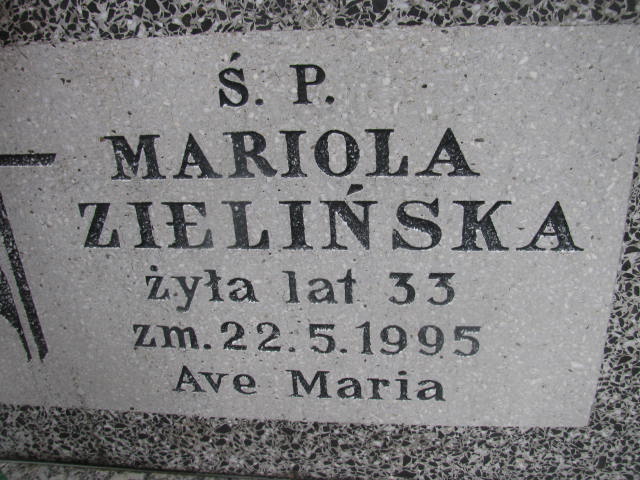 Ś. P.
MARIOLA
ZIELIŃSKA
żyła lat 33
zm. 22. 5. 1995
Ave Maria